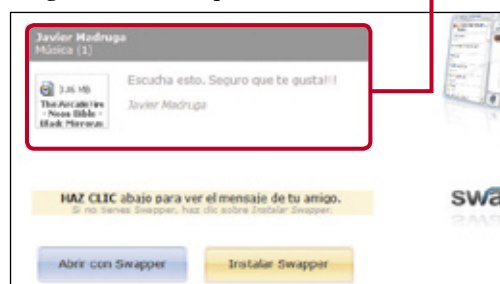 Javier Madruga
Música (1)
Escucha esto. Seguro que te gusta!!!
3.86 MB
Javier Madruga
The Arcade Fire
- Neon Bible -
Black Mirror.m
HAZ CLIC abajo para ver el mensaje de tu amigo.
Si no tienes Swapper, haz clic sobre Instalar Swapper.
swa
Abrir con Swapper
Instalar Swapper